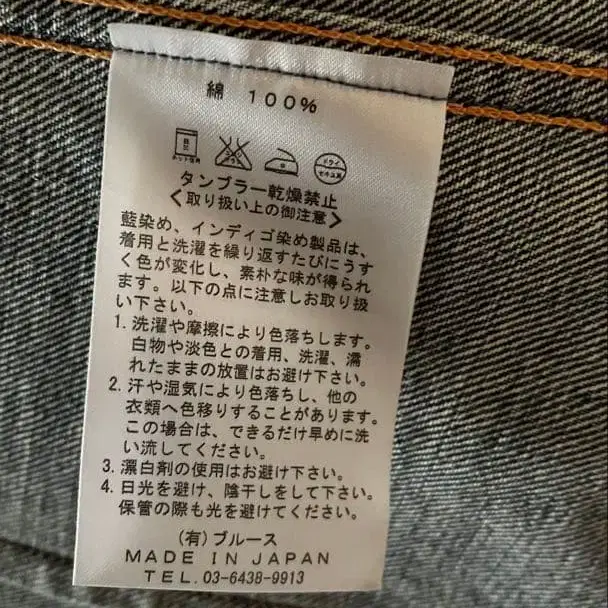 綿 100%
タンブラー乾燥禁止
<取り扱い上の御注意>
藍染め、インディゴ染め製品は、
着用と洗濯を繰り返すたびにうす
く色が変化し、素朴な味が得られ
ます。以下の点に注意しお取り扱
い下さい。
1. 洗濯や摩擦により色落ちします。
白物や淡色との着用、洗濯、濡
れたままの放置はお避け下さい。
2. 汗や湿気により色落ちし、他の
衣類へ色移りすることがあります。
この場合は、できるだけ早めに洗
い流してください。
3. 漂白剤の使用はお避け下さい。
4. 日光を避け、陰干しをして下さい。
保管の際も光を避けてください。
(有)ブルース
MADE IN JAPAN
TEL. 03-6438-9913